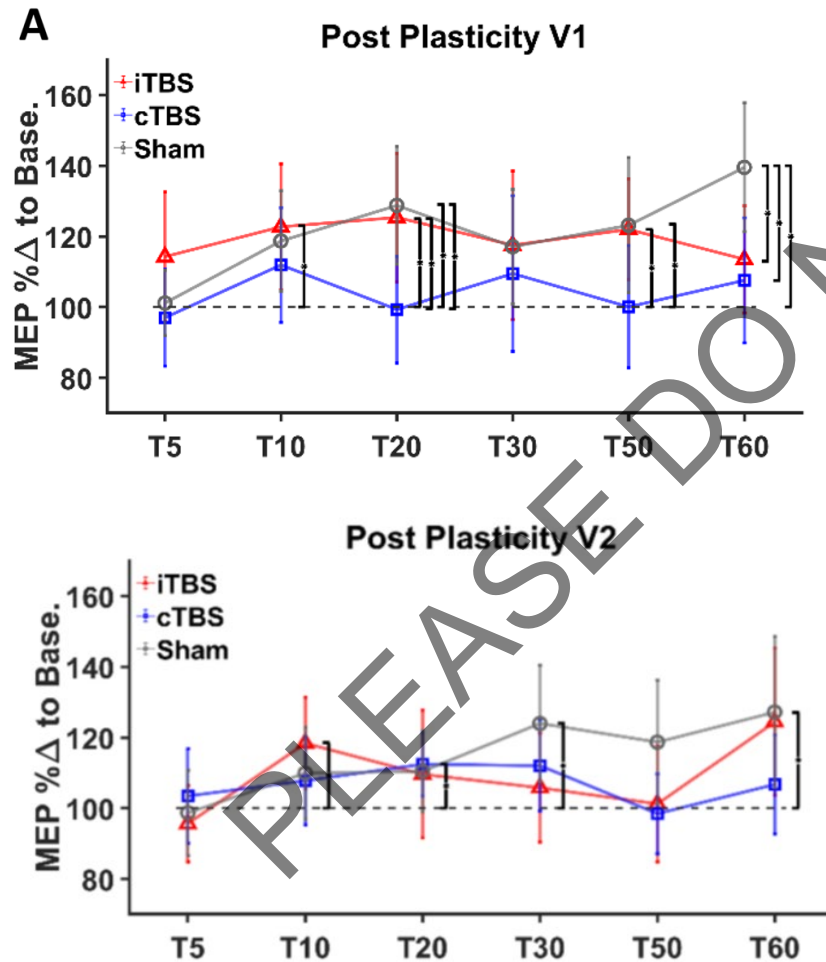 A
Post Plasticity V1
iTBS
cTBS
Sham
MEP %Δ to Base.
160
140
120
100
80
T5 T10 T20 T30 T50 T60
Post Plasticity V2
iTBS
cTBS
Sham
MEP %Δ to Base.
160
140
120
100
80
T5 T10 T20 T30 T50 T60
PLEASE DO